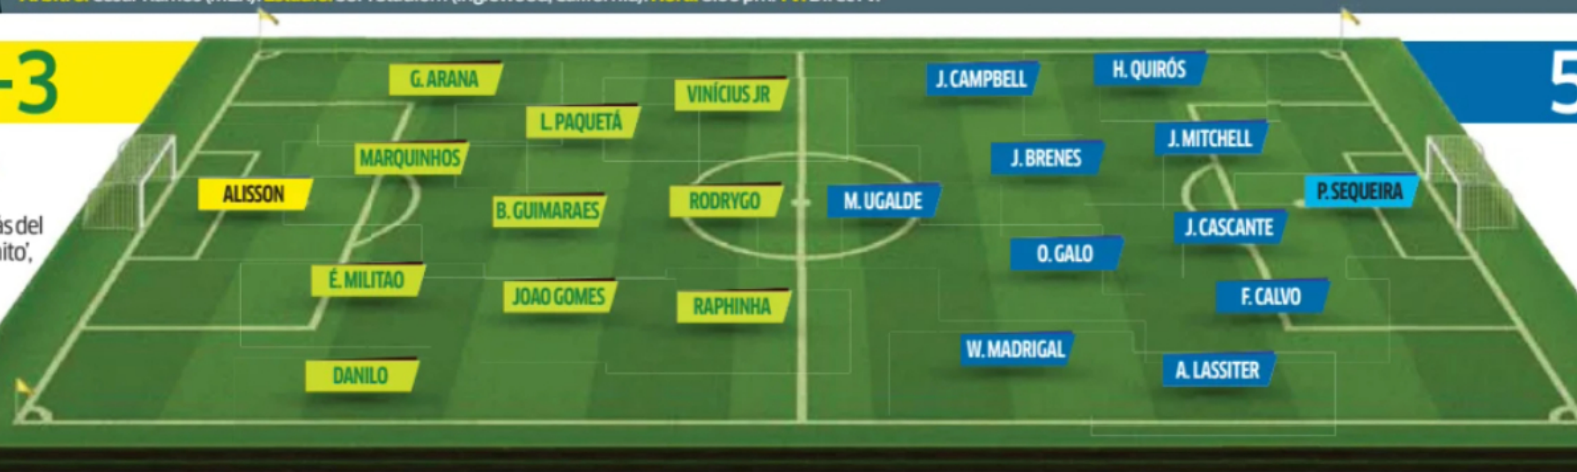 -3
5
ás del
ito',
G. ARANA
L. PAQUETÁ
VINÍCIUS JR
MARQUINHOS
ALISSON
B. GUIMARAES
RODRYGO
É. MILITAO
JOAO GOMES
RAPHINHA
DANILO
J. CAMPBELL
H. QUIRÓS
J. BRENES
J. MITCHELL
M. UGALDE
P. SEQUEIRA
J. CASCANTE
O. GALO
F. CALVO
W. MADRIGAL
A. LASSITER